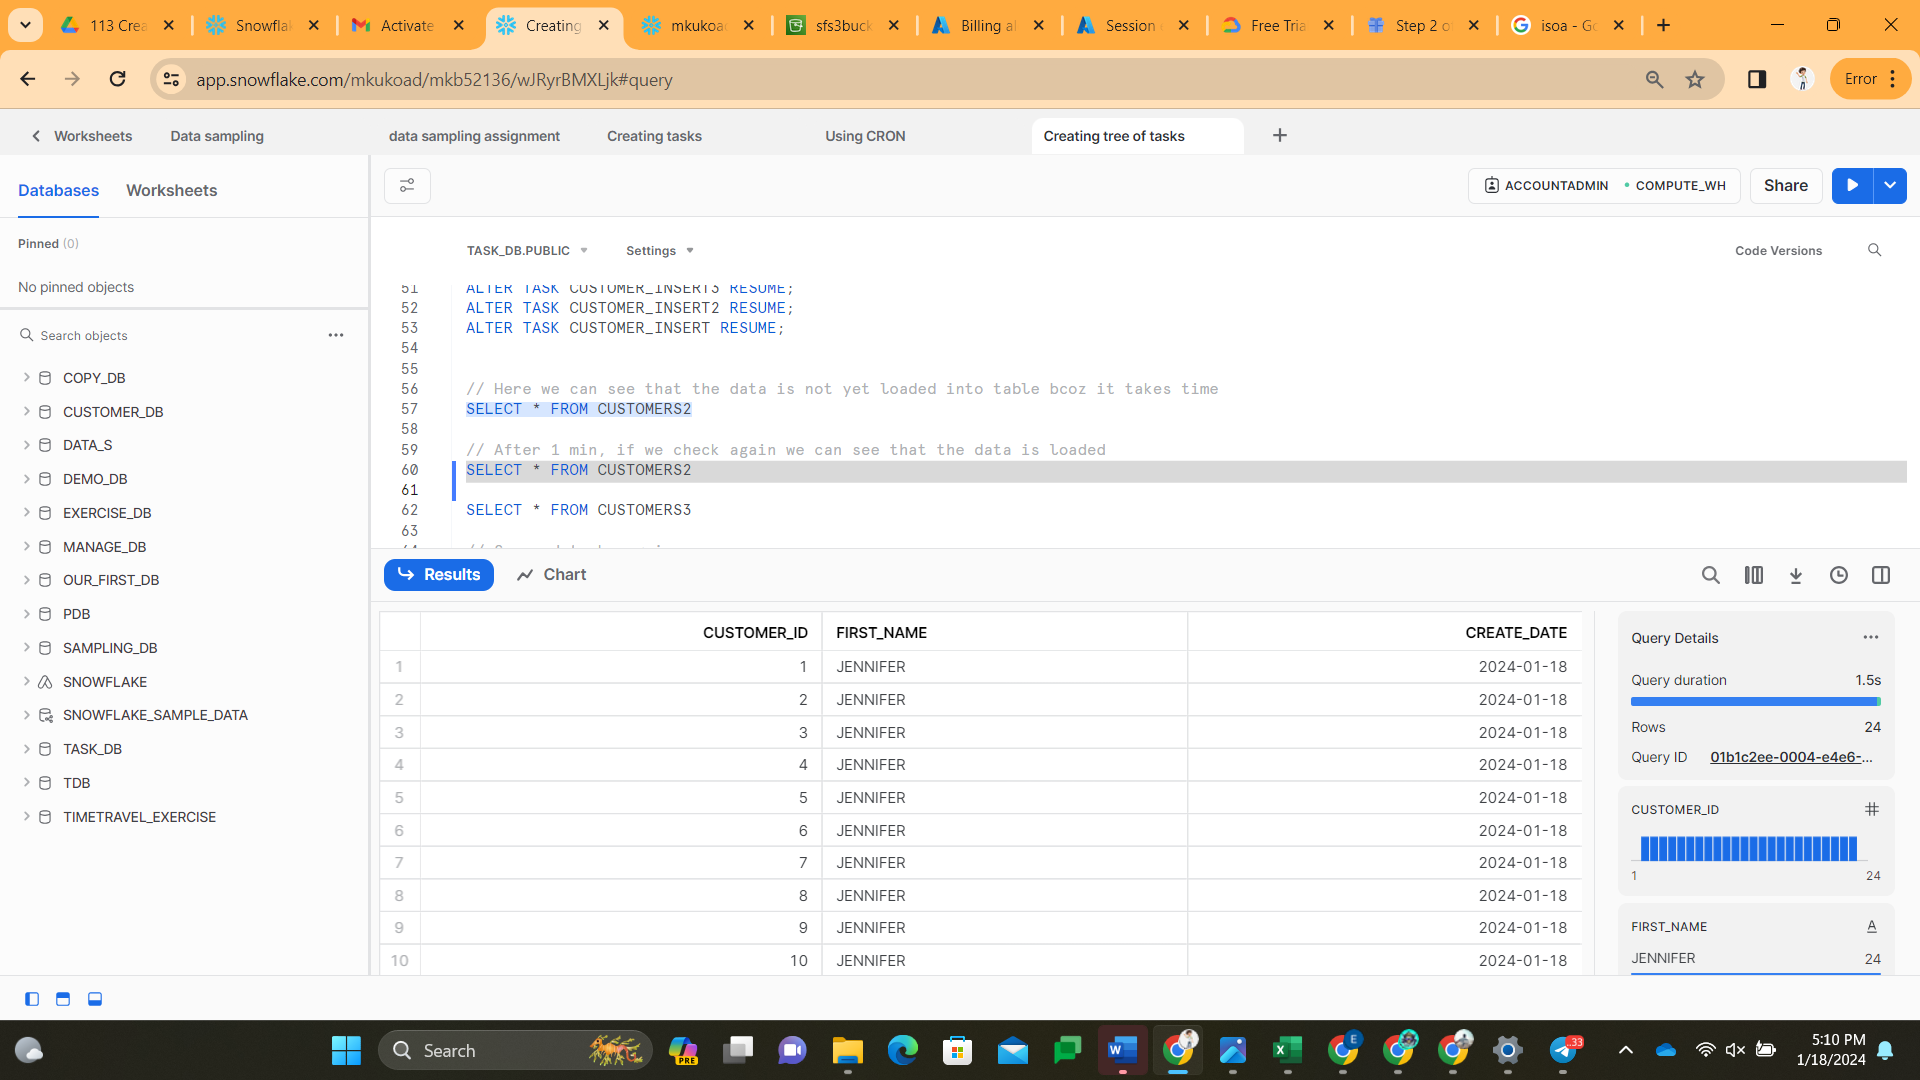 113 Crea
Snowflak
Activate
Creating
mkukoad
sfs3buck
Billing al
Session
Free Tria
Step 2 o
isoa - Go
app.snowflake.com/mkukoad/mkb52136/wJRyrBMXLjk#query
Error
Worksheets
Data sampling
data sampling assignment
Creating tasks
Using CRON
Creating tree of tasks
Databases
Worksheets
ACCOUNTADMIN
COMPUTE_WH
Share
Pinned (0)
No pinned objects
Search objects
COPY_DB
CUSTOMER_DB
DATA_S
DEMO_DB
EXERCISE_DB
MANAGE_DB
OUR_FIRST_DB
PDB
SAMPLING_DB
SNOWFLAKE
SNOWFLAKE_SAMPLE_DATA
TASK_DB
TDB
TIMETRAVEL_EXERCISE
TASK_DB.PUBLIC
Settings
Code Versions
51 ALTER TASK CUSTOMER_INSERT3 RESUME;
52 ALTER TASK CUSTOMER_INSERT2 RESUME;
53 ALTER TASK CUSTOMER_INSERT RESUME;
54
55
56 // Here we can see that the data is not yet loaded into table bcoz it takes time
57 SELECT * FROM CUSTOMERS2
58
59 // After 1 min, if we check again we can see that the data is loaded
60 SELECT * FROM CUSTOMERS2
61
62 SELECT * FROM CUSTOMERS3
63
Results
Chart
CUSTOMER_ID FIRST_NAME CREATE_DATE
1 1 JENNIFER 2024-01-18
2 2 JENNIFER 2024-01-18
3 3 JENNIFER 2024-01-18
4 4 JENNIFER 2024-01-18
5 5 JENNIFER 2024-01-18
6 6 JENNIFER 2024-01-18
7 7 JENNIFER 2024-01-18
8 8 JENNIFER 2024-01-18
9 9 JENNIFER 2024-01-18
10 10 JENNIFER 2024-01-18
Query Details
Query duration 1.5s
Rows 24
Query ID 01b1c2ee-0004-e4e6-...
CUSTOMER_ID
1 24
FIRST_NAME A
JENNIFER 24
Search
PRE
E
33
5:10 PM
1/18/2024